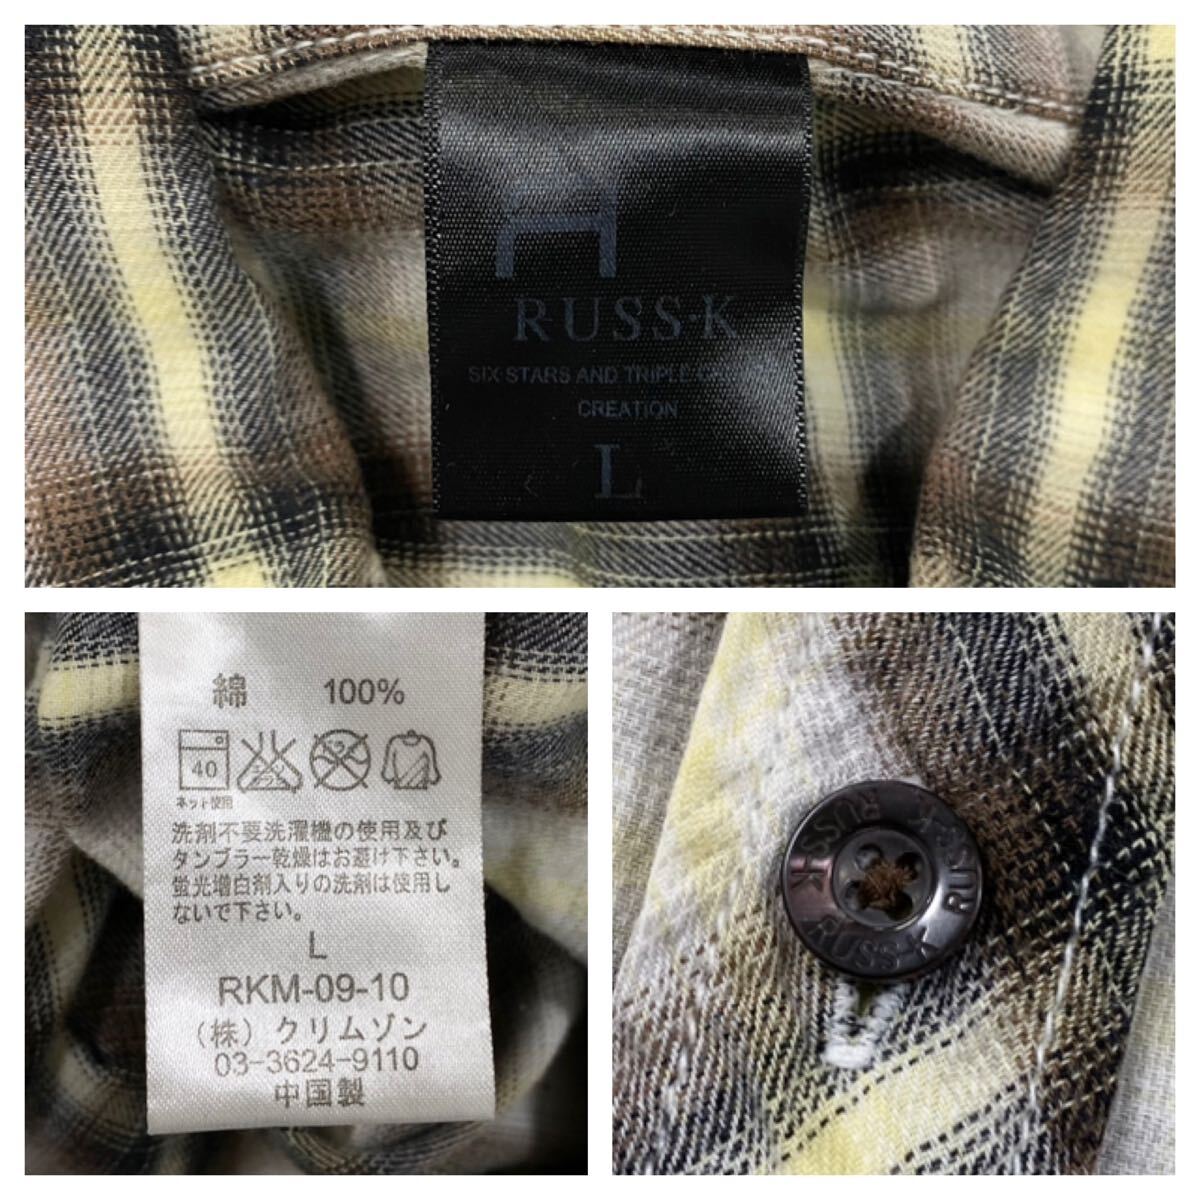 RUSS·K
SIX STARS AND TRIPLE
CREATION
L
綿 100%
40
ネット使用
洗剤不要洗濯機の使用及び
タンブラー乾燥はお避け下さい。
蛍光増白剤入りの洗剤は使用し
ないで下さい。
L
RKM-09-10
（株）クリムゾン
03-3624-9110
中国製
RUSS-K
RUSS-K
RUSS-K